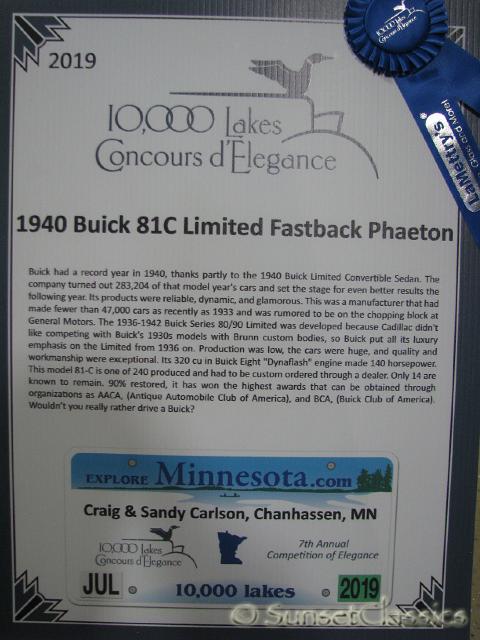 2019
10,000 Lakes
Concours d'Elegance
10,000 Lakes
Concours d'Elegance
LaMettry's
Glass and More!
1940 Buick 81C Limited Fastback Phaeton
Buick had a record year in 1940, thanks partly to the 1940 Buick Limited Convertible Sedan. The
company turned out 283,204 of that model year's cars and set the stage for even better results the
following year. Its products were reliable, dynamic, and glamorous. This was a manufacturer that had
made fewer than 47,000 cars as recently as 1933 and was rumored to be on the chopping block at
General Motors. The 1936-1942 Buick Series 80/90 Limited was developed because Cadillac didn't
like competing with Buick's 1930s models with Brunn custom bodies, so Buick put all its luxury
emphasis on the Limited from 1936 on. Production was low, the cars were huge, and quality and
workmanship were exceptional. Its 320 cu in Buick Eight "Dynaflash" engine made 140 horsepower.
This model 81-C is one of 240 produced and had to be custom ordered through a dealer. Only 14 are
known to remain. 90% restored, it has won the highest awards that can be obtained through
organizations as AACA, (Antique Automobile Club of America), and BCA, (Buick Club of America).
Wouldn't you really rather drive a Buick?
EXPLORE Minnesota.com
Craig & Sandy Carlson, Chanhassen, MN
10,000 Lakes
Concours d'Elegance
7th Annual
Competition of Elegance
JUL
10,000 lakes
2019
© SunsetClassics